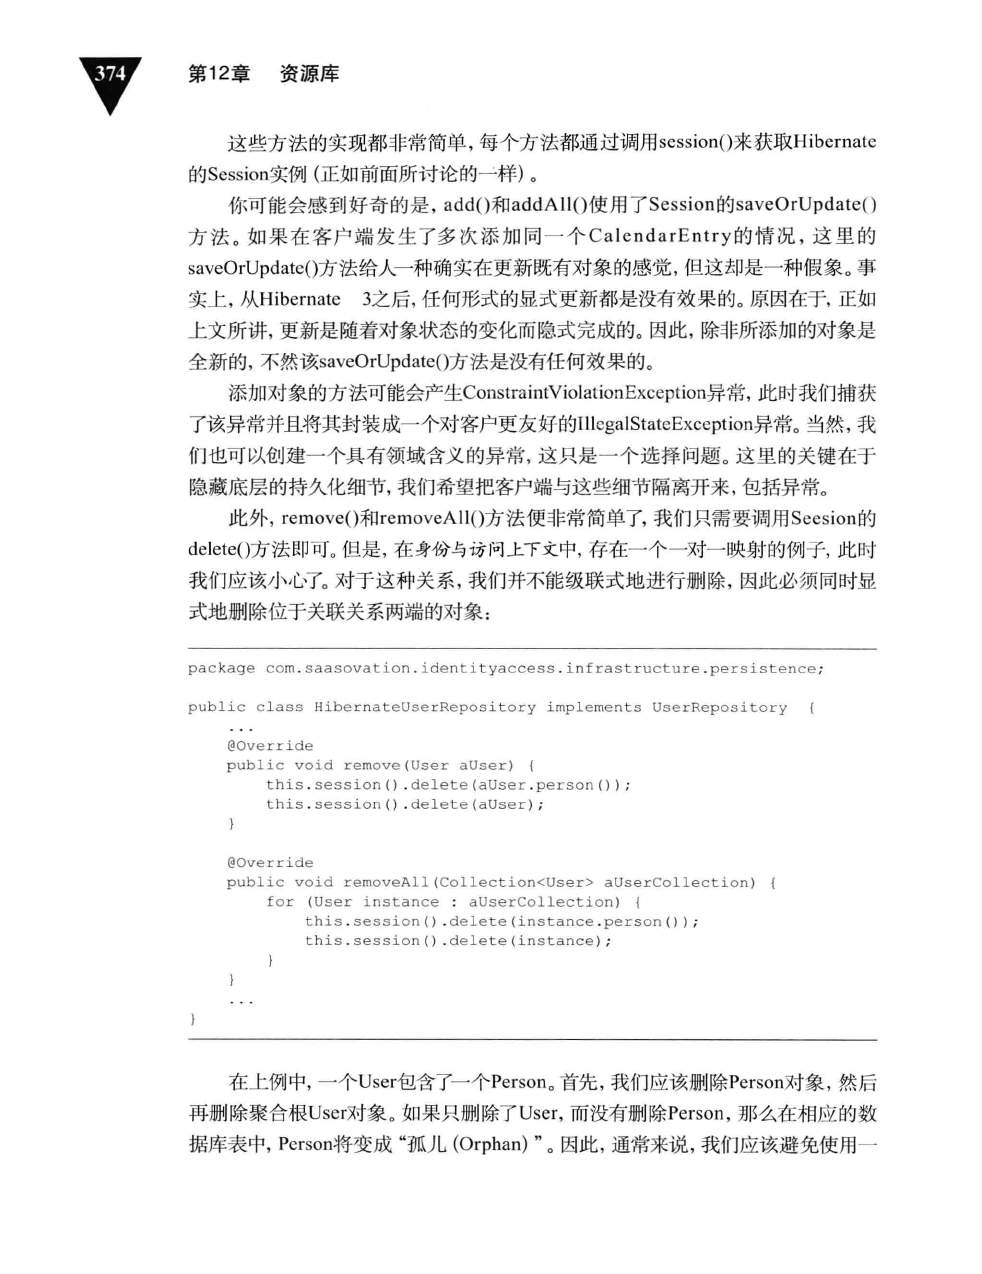 374
第12章 资源库
这些方法的实现都非常简单，每个方法都通过调用session()来获取Hibernate
的Session实例（正如前面所讨论的一样）。
你可能会感到好奇的是，add()和addAll()使用了Session的saveOrUpdate()
方法。如果在客户端发生了多次添加同一个CalendarEntry的情况，这里的
saveOrUpdate()方法给人一种确实在更新既有对象的感觉，但这却是一种假象。事
实上，从Hibernate 3之后，任何形式的显式更新都是没有效果的。原因在于，正如
上文所讲，更新是随着对象状态的变化而隐式完成的。因此，除非所添加的对象是
全新的，不然该saveOrUpdate()方法是没有任何效果的。
添加对象的方法可能会产生ConstraintViolationException异常，此时我们捕获
了该异常并且将其封装成一个对客户更友好的IllegalStateException异常。当然，我
们也可以创建一个具有领域含义的异常，这只是一个选择问题。这里的关键在于
隐藏底层的持久化细节，我们希望把客户端与这些细节隔离开来，包括异常。
此外，remove()和removeAll()方法便非常简单了，我们只需要调用Seesion的
delete()方法即可。但是，在身份与访问上下文中，存在一个一对一映射的例子，此时
我们应该小心了。对于这种关系，我们并不能级联式地进行删除，因此必须同时显
式地删除位于关联关系两端的对象：
package com.saasovation.identityaccess.infrastructure.persistence;
public class HibernateUserRepository implements UserRepository {
...
@Override
public void remove(User aUser) {
this.session().delete(aUser.person());
this.session().delete(aUser);
}
@Override
public void removeAll(Collection<User> aUserCollection) {
for (User instance : aUserCollection) {
this.session().delete(instance.person());
this.session().delete(instance);
}
}
...
}
在上例中，一个User包含了一个Person。首先，我们应该删除Person对象，然后
再删除聚合根User对象。如果只删除了User，而没有删除Person，那么在相应的数
据库表中，Person将变成“孤儿（Orphan）”。因此，通常来说，我们应该避免使用一